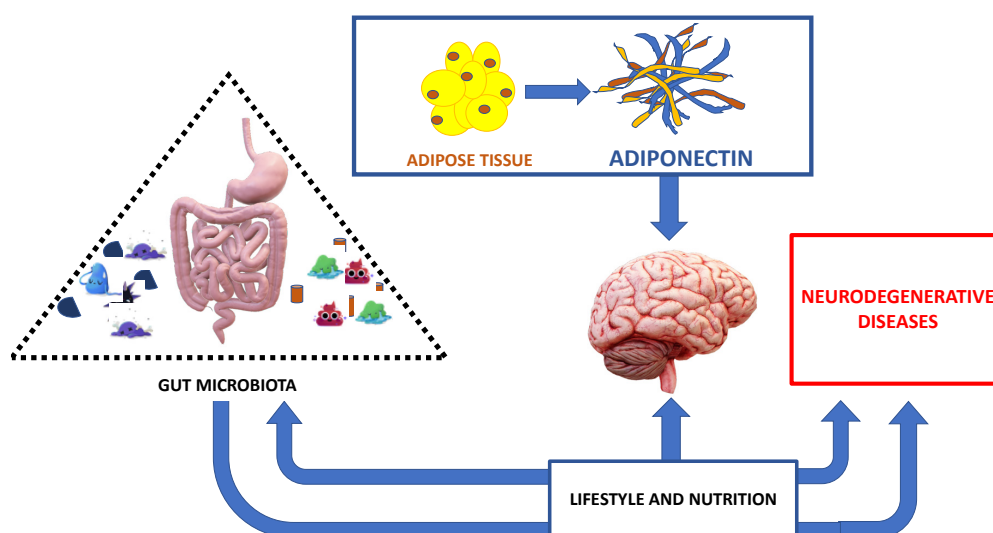 ADIPOSE TISSUE
ADIPONECTIN
NEURODEGENERATIVE
DISEASES
GUT MICROBIOTA
LIFESTYLE AND NUTRITION